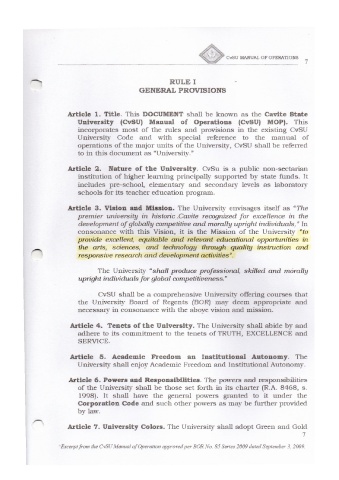 CvSU MANUAL OF OPERATIONS 7
RULE I
GENERAL PROVISIONS
Article 1. Title. This DOCUMENT shall be known as the Cavite State
University (CvSU) Manual of Operations (CvSU) MOP). This
incorporates most of the rules and provisions in the existing CvSU
University Code and with special reference to the manual of
operations of the major units of the University, CvSu shall be referred
to in this document as "University."
Article 2. Nature of the University. CvSu is a public non-sectarian
institution of higher learning principally supported by state funds. It
includes pre-school, elementary and secondary levels as laboratory
schools for its teacher education program.
Article 3. Vision and Mission. The University envisages itself as "The
premier university in historic Cavite recognized for excellence in the
development of globally competitive and morally upright individuals." In
consonance with this Vision, it is the Mission of the University "to
provide excellent, equitable and relevant educational opportunities in
the arts, sciences, and technology through quality instruction and
responsive research and development activities".
The University "shall produce professional, skilled and morally
upright individuals for global competitiveness."
CvSU shall be a comprehensive University offering courses that
the University Board of Regents (BOR) may deem appropriate and
necessary in consonance with the above vision and mission.
Article 4. Tenets of the University. The University shall abide by and
adhere to its commitment to the tenets of TRUTH, EXCELLENCE and
SERVICE.
Article 5. Academic Freedom an Institutional Autonomy. The
University shall enjoy Academic Freedom and Institutional Autonomy.
Article 6. Powers and Responsibilities. The powers and responsibilities
of the University shall be those set forth in its charter (R.A. 8468, s.
1998). It shall have the general powers granted to it under the
Corporation Code and such other powers as may be further provided
by law.
Article 7. University Colors. The University shall adopt Green and Gold
7
Excerpt from the CvSU Manual of Operation approved per BOR No. 85 Series 2009 dated September 3, 2009.